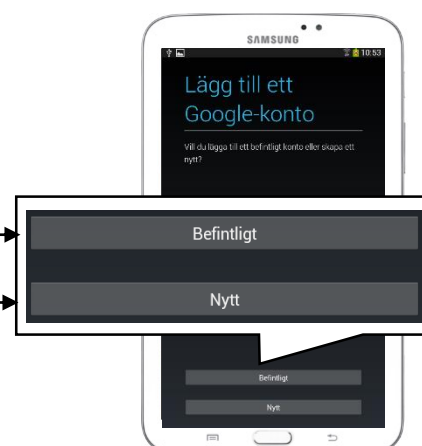 SAMSUNG
10:53
Lägg till ett
Google-konto
Vill du lägga till ett befintligt konto eller skapa ett
nytt?
Befintligt
Nytt
Befintligt
Nytt